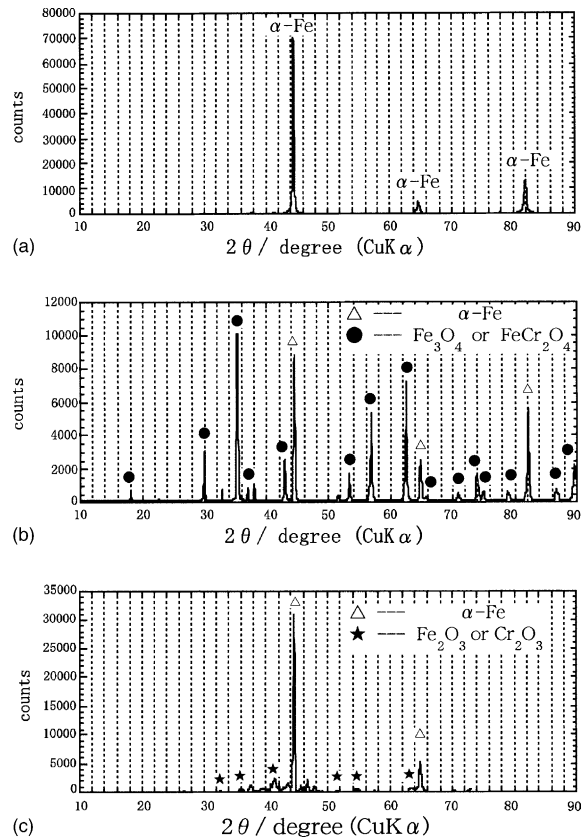 80000
70000
60000
50000
40000
30000
20000
10000
0
counts
α-Fe
α-Fe
α-Fe
10 20 30 40 50 60 70 80 90
(a)
2θ/ degree (CuKα)
12000
10000
8000
6000
4000
2000
0
counts
△ --- α-Fe
● --- Fe₃O₄ or FeCr₂O₄
10 20 30 40 50 60 70 80 90
(b)
2θ/ degree (CuKα)
35000
30000
25000
20000
15000
10000
5000
0
counts
△ --- α-Fe
★ --- Fe₂O₃ or Cr₂O₃
10 20 30 40 50 60 70 80 90
(c)
2θ/ degree (CuKα)